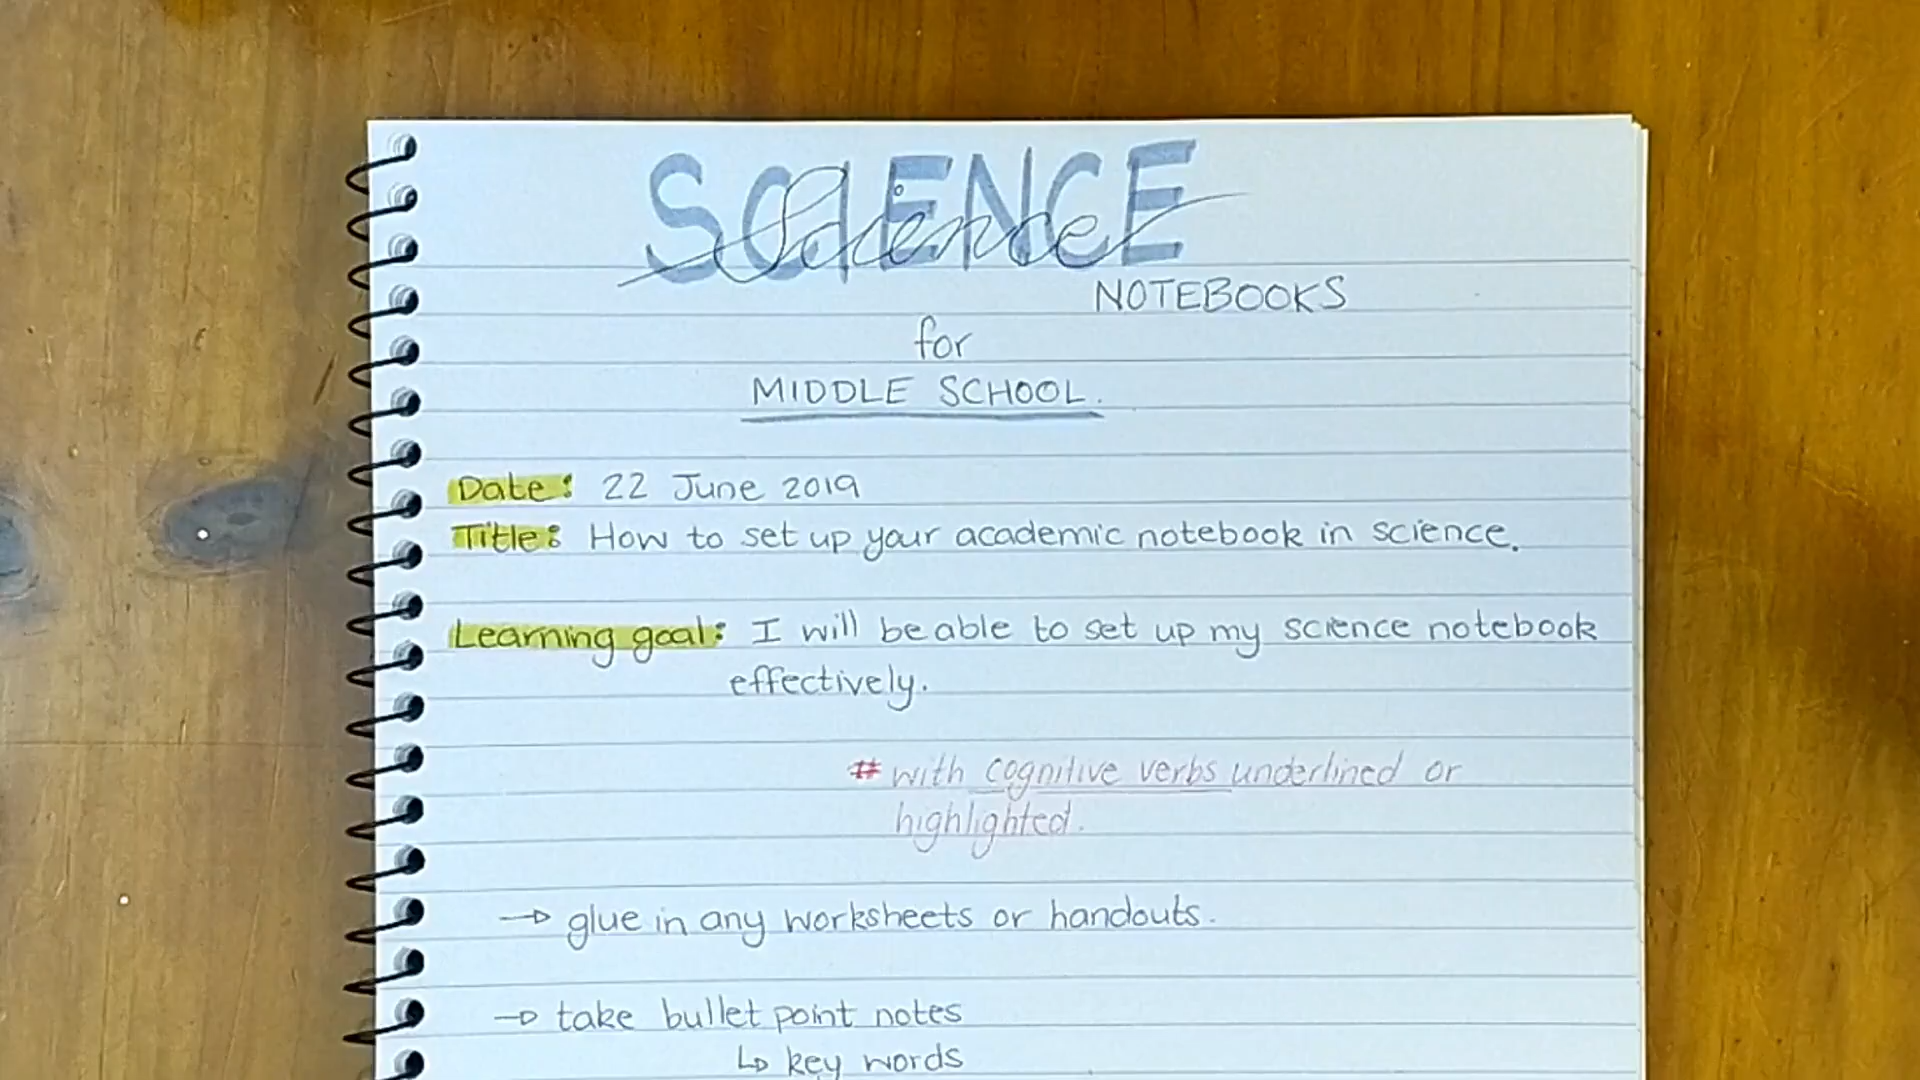 SCIENCE
Science
NOTEBOOKS
for
MIDDLE SCHOOL.
Date: 22 June 2019
Title: How to set up your academic notebook in science.
Learning goal: I will be able to set up my science notebook
effectively.
# with cognitive verbs underlined or
highlighted.
→ glue in any worksheets or handouts.
→ take bullet point notes
↳ key words